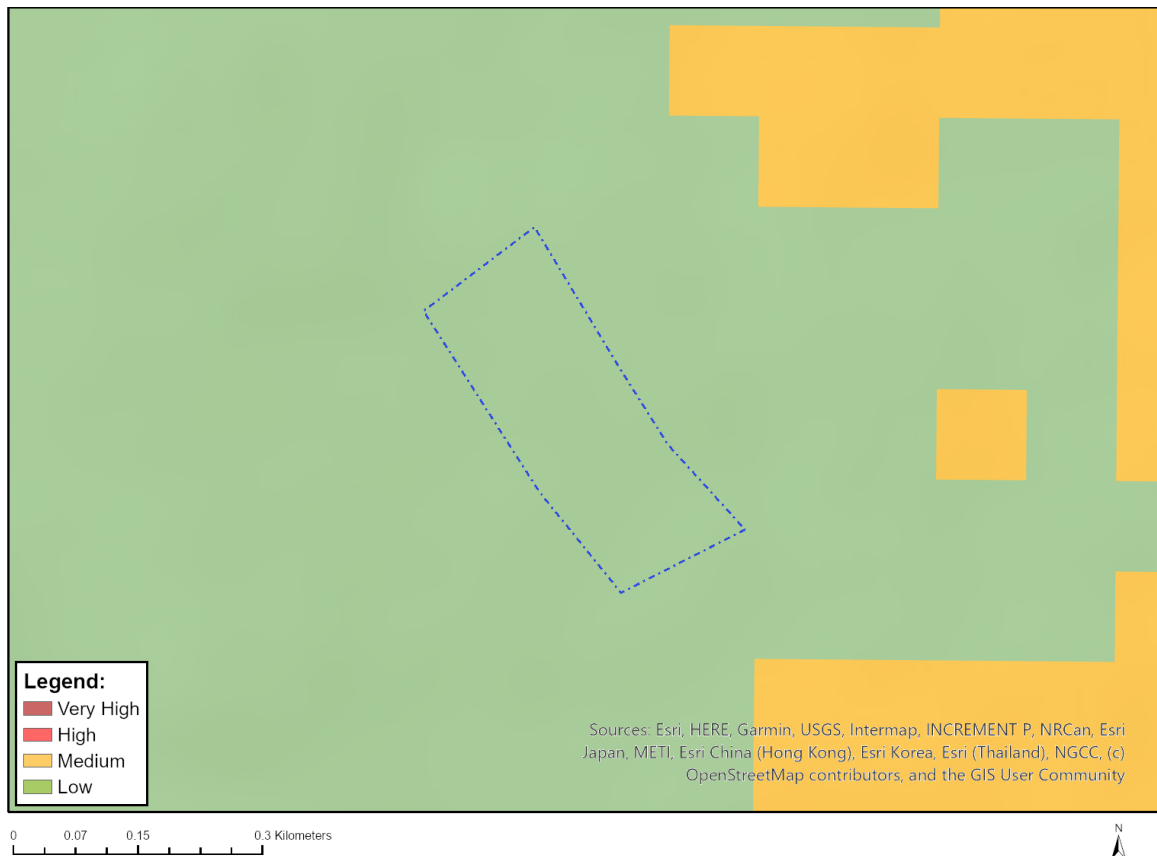 Legend:
Very High
High
Medium
Low
Sources: Esri, HERE, Garmin, USGS, Intermap, INCREMENT P, NRCan, Esri
Japan, METI, Esri China (Hong Kong), Esri Korea, Esri (Thailand), NGCC, (c)
OpenStreetMap contributors, and the GIS User Community
0 0.07 0.15 0.3 Kilometers
N